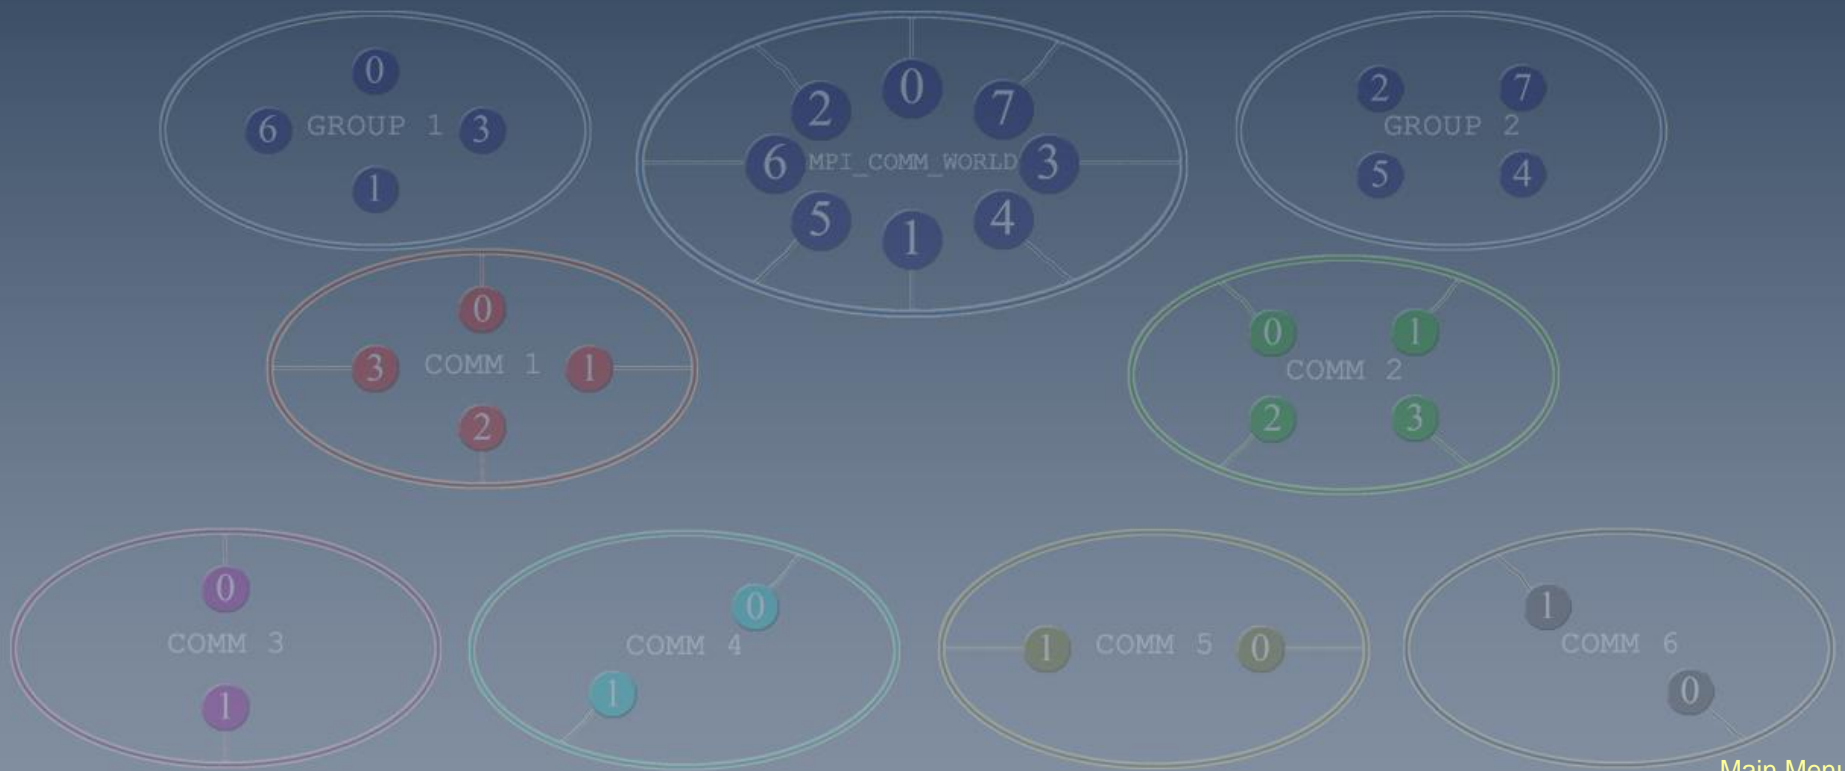 0
6 GROUP 1 3
1
2 0 7
6 MPI_COMM_WORLD 3
5 1 4
2 7
GROUP 2
5 4
0
3 COMM 1 1
2
0 1
COMM 2
2 3
0
COMM 3
1
0
COMM 4
1
1 COMM 5 0
1
COMM 6
0
Main Menu